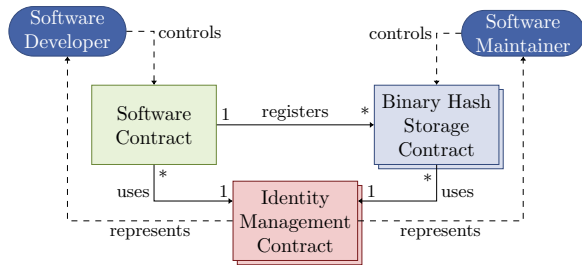 Software
Developer
controls
controls
Software
Maintainer
Software
Contract
1
registers
*
Binary Hash
Storage
Contract
*
uses
1
Identity
Management
Contract
1
*
uses
represents
represents